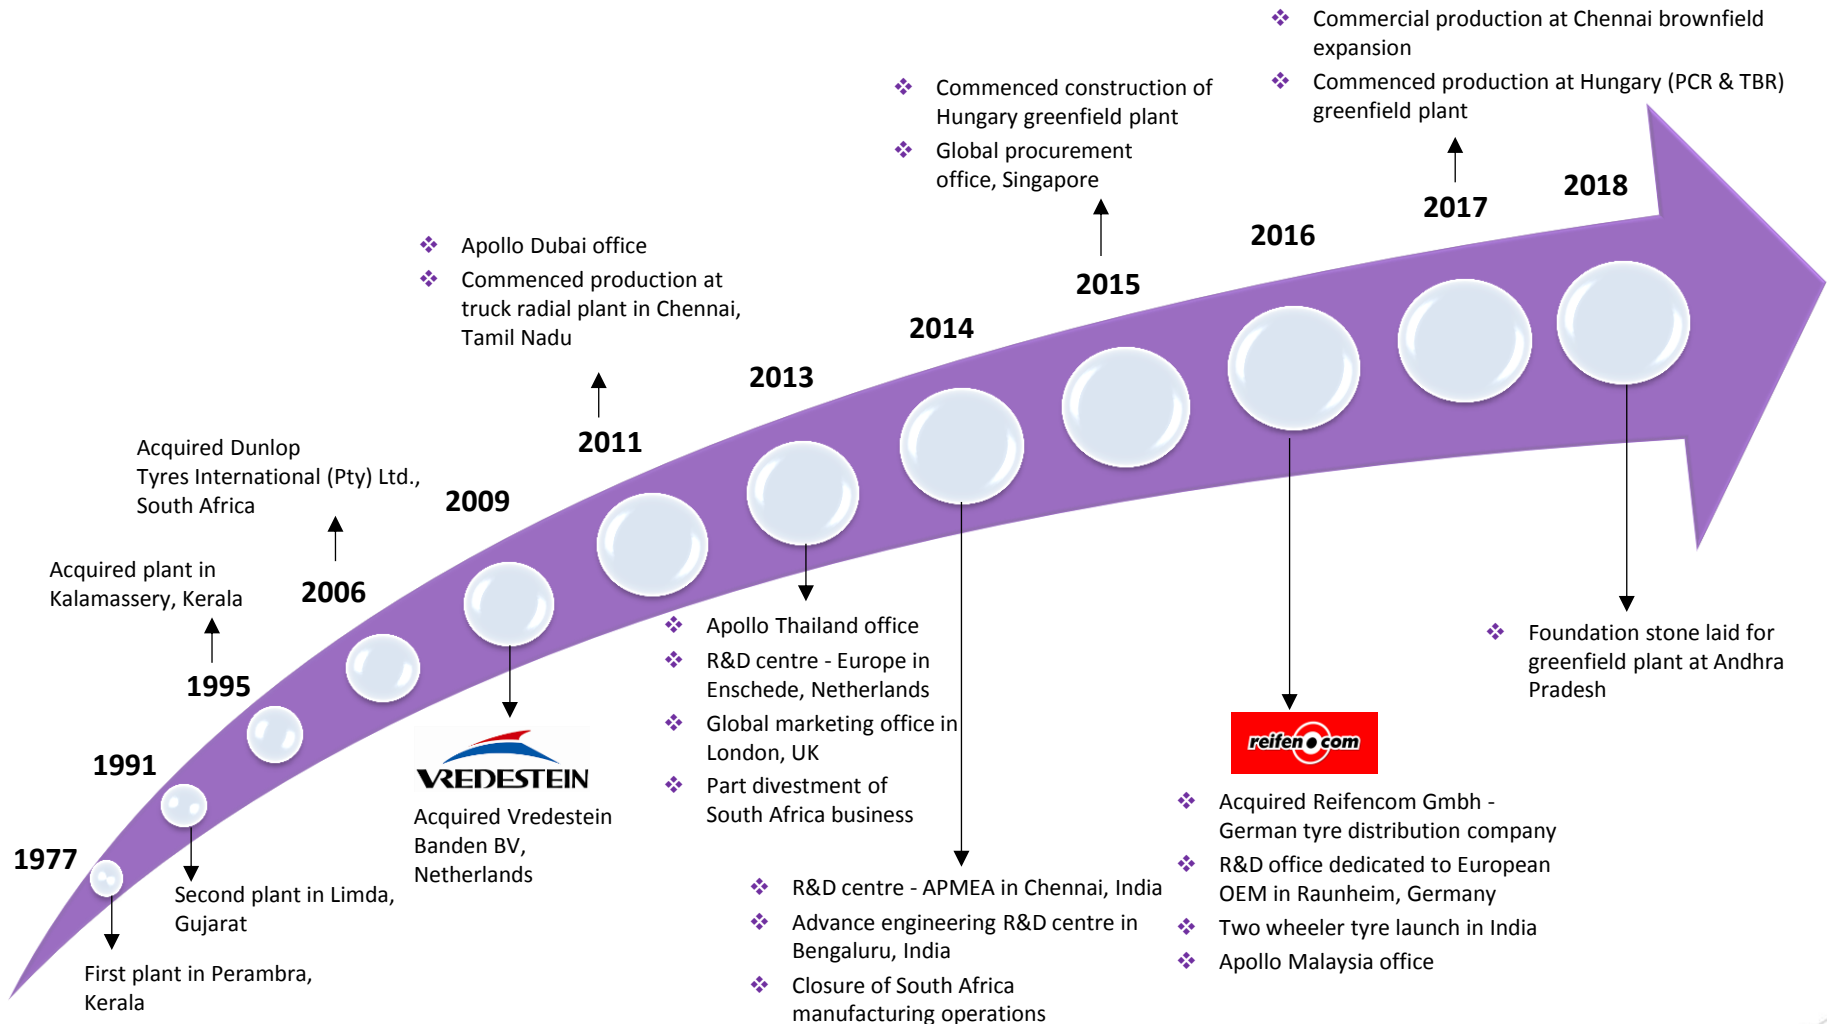 1977
First plant in Perambra,
Kerala
1991
Second plant in Limda,
Gujarat
1995
Acquired plant in
Kalamassery, Kerala
2006
Acquired Dunlop
Tyres International (Pty) Ltd.,
South Africa
2009
VREDESTEIN
Acquired Vredestein
Banden BV,
Netherlands
2011
Apollo Dubai office
Commenced production at
truck radial plant in Chennai,
Tamil Nadu
2013
Apollo Thailand office
R&D centre - Europe in
Enschede, Netherlands
Global marketing office in
London, UK
Part divestment of
South Africa business
2014
R&D centre - APMEA in Chennai, India
Advance engineering R&D centre in
Bengaluru, India
Closure of South Africa
manufacturing operations
2015
Commenced construction of
Hungary greenfield plant
Global procurement
office, Singapore
2016
reifen com
Acquired Reifencom Gmbh -
German tyre distribution company
R&D office dedicated to European
OEM in Raunheim, Germany
Two wheeler tyre launch in India
Apollo Malaysia office
2017
Commercial production at Chennai brownfield
expansion
Commenced production at Hungary (PCR & TBR)
greenfield plant
2018
Foundation stone laid for
greenfield plant at Andhra
Pradesh